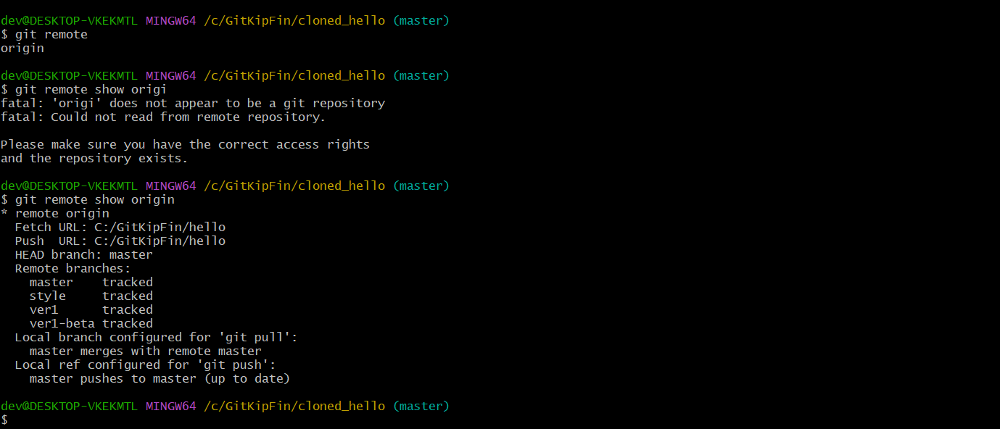 dev@DESKTOP-VKEKMTL MINGW64 /c/GitKipFin/cloned_hello (master)
$ git remote
origin
dev@DESKTOP-VKEKMTL MINGW64 /c/GitKipFin/cloned_hello (master)
$ git remote show origi
fatal: 'origi' does not appear to be a git repository
fatal: Could not read from remote repository.
Please make sure you have the correct access rights
and the repository exists.
dev@DESKTOP-VKEKMTL MINGW64 /c/GitKipFin/cloned_hello (master)
$ git remote show origin
* remote origin
  Fetch URL: C:/GitKipFin/hello
  Push  URL: C:/GitKipFin/hello
  HEAD branch: master
  Remote branches:
    master    tracked
    style     tracked
    ver1      tracked
    ver1-beta tracked
  Local branch configured for 'git pull':
    master merges with remote master
  Local ref configured for 'git push':
    master pushes to master (up to date)
dev@DESKTOP-VKEKMTL MINGW64 /c/GitKipFin/cloned_hello (master)
$